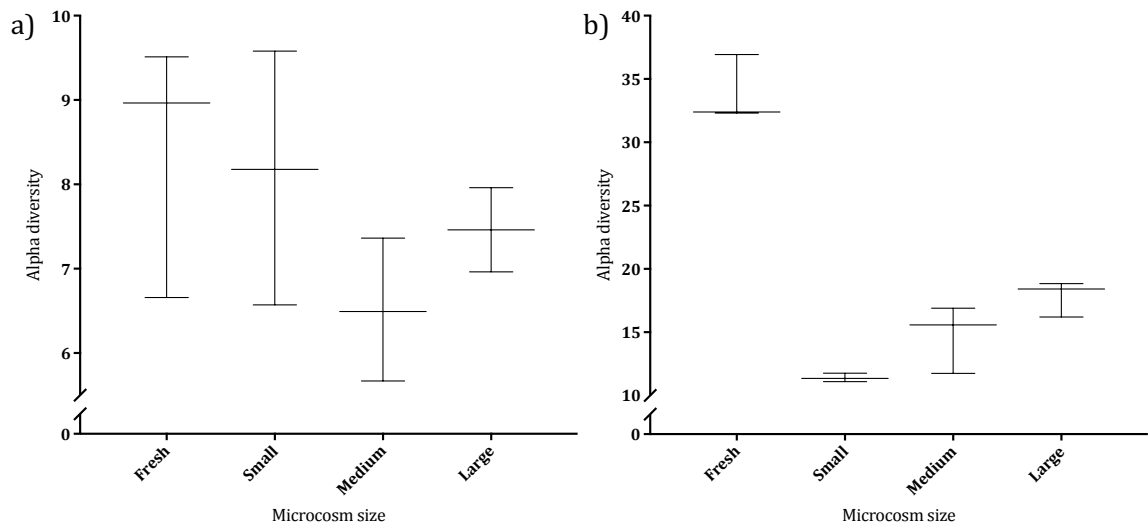 a)
Alpha diversity
10
9
8
7
6
0
Fresh
Small
Medium
Large
Microcosm size
b)
Alpha diversity
40
35
30
25
20
15
10
0
Fresh
Small
Medium
Large
Microcosm size